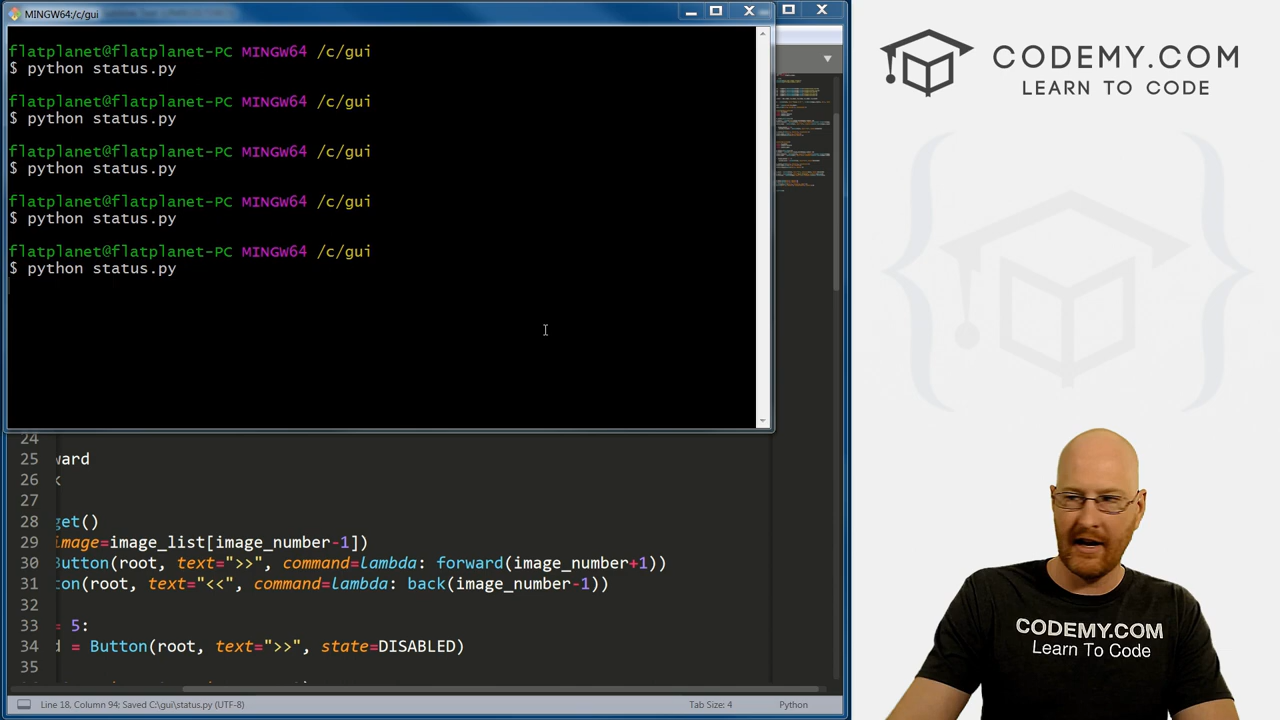 MINGW64:/c/gui
flatplanet@flatplanet-PC MINGW64 /c/gui
$ python status.py
flatplanet@flatplanet-PC MINGW64 /c/gui
$ python status.py
flatplanet@flatplanet-PC MINGW64 /c/gui
$ python status.py
flatplanet@flatplanet-PC MINGW64 /c/gui
$ python status.py
flatplanet@flatplanet-PC MINGW64 /c/gui
$ python status.py
24
25 ward
26 k
27
28 get()
29 image=image_list[image_number-1])
30 Button(root, text=">>", command=lambda: forward(image_number+1))
31 ton(root, text="<<", command=lambda: back(image_number-1))
32
33 = 5:
34 d = Button(root, text=">>", state=DISABLED)
35
Line 18, Column 94; Saved C:\gui\status.py (UTF-8)
Tab Size: 4
Python
CODEMY.COM
LEARN TO CODE
CODEMY.COM
Learn To Code